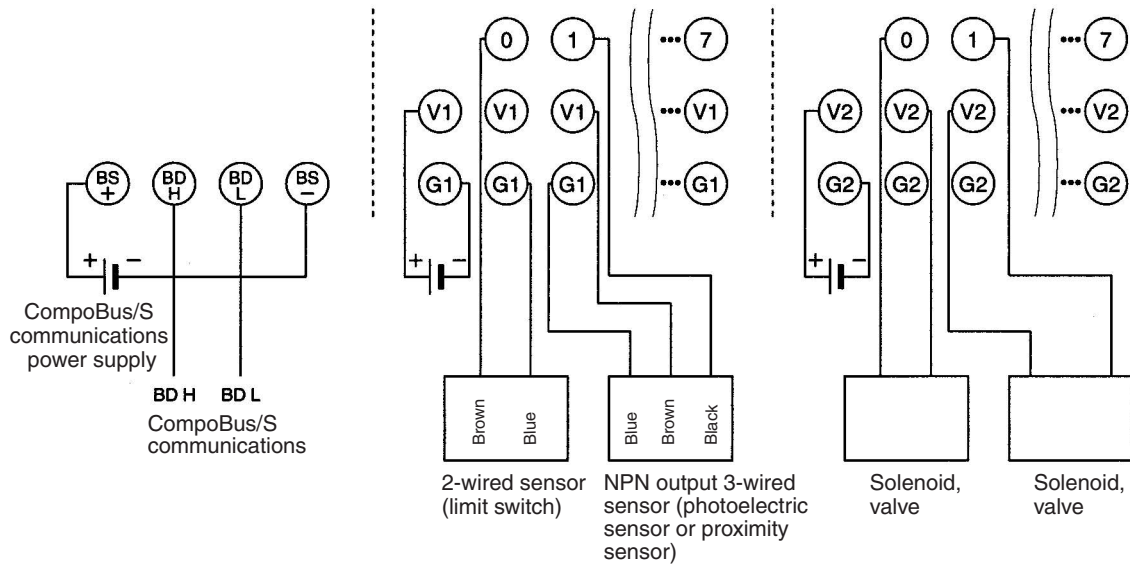 0 1 ••• 7
V1 V1 V1 ••• V1
G1 G1 G1 ••• G1
0 1 ••• 7
V2 V2 V2 ••• V2
G2 G2 G2 ••• G2
BS
+
BD
H
BD
L
BS
–
+ –
+ –
+ –
CompoBus/S
communications
power supply
BD H BD L
CompoBus/S
communications
Brown
Blue
Blue
Brown
Black
2-wired sensor
(limit switch)
NPN output 3-wired
sensor (photoelectric
sensor or proximity
sensor)
Solenoid,
valve
Solenoid,
valve